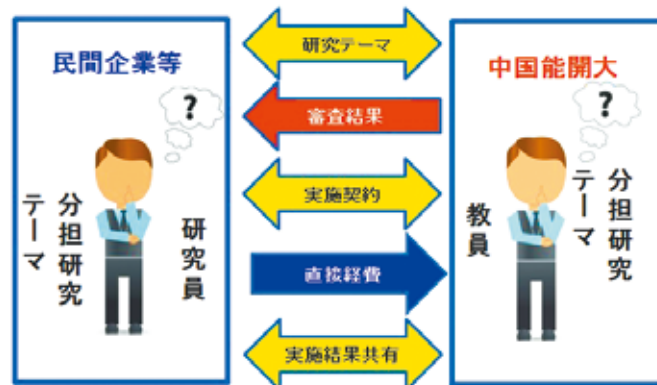 民間企業等
?
分担研究
テーマ
研究員
研究テーマ
審査結果
実施契約
直接経費
実施結果共有
中国能開大
?
分担研究
テーマ
教員